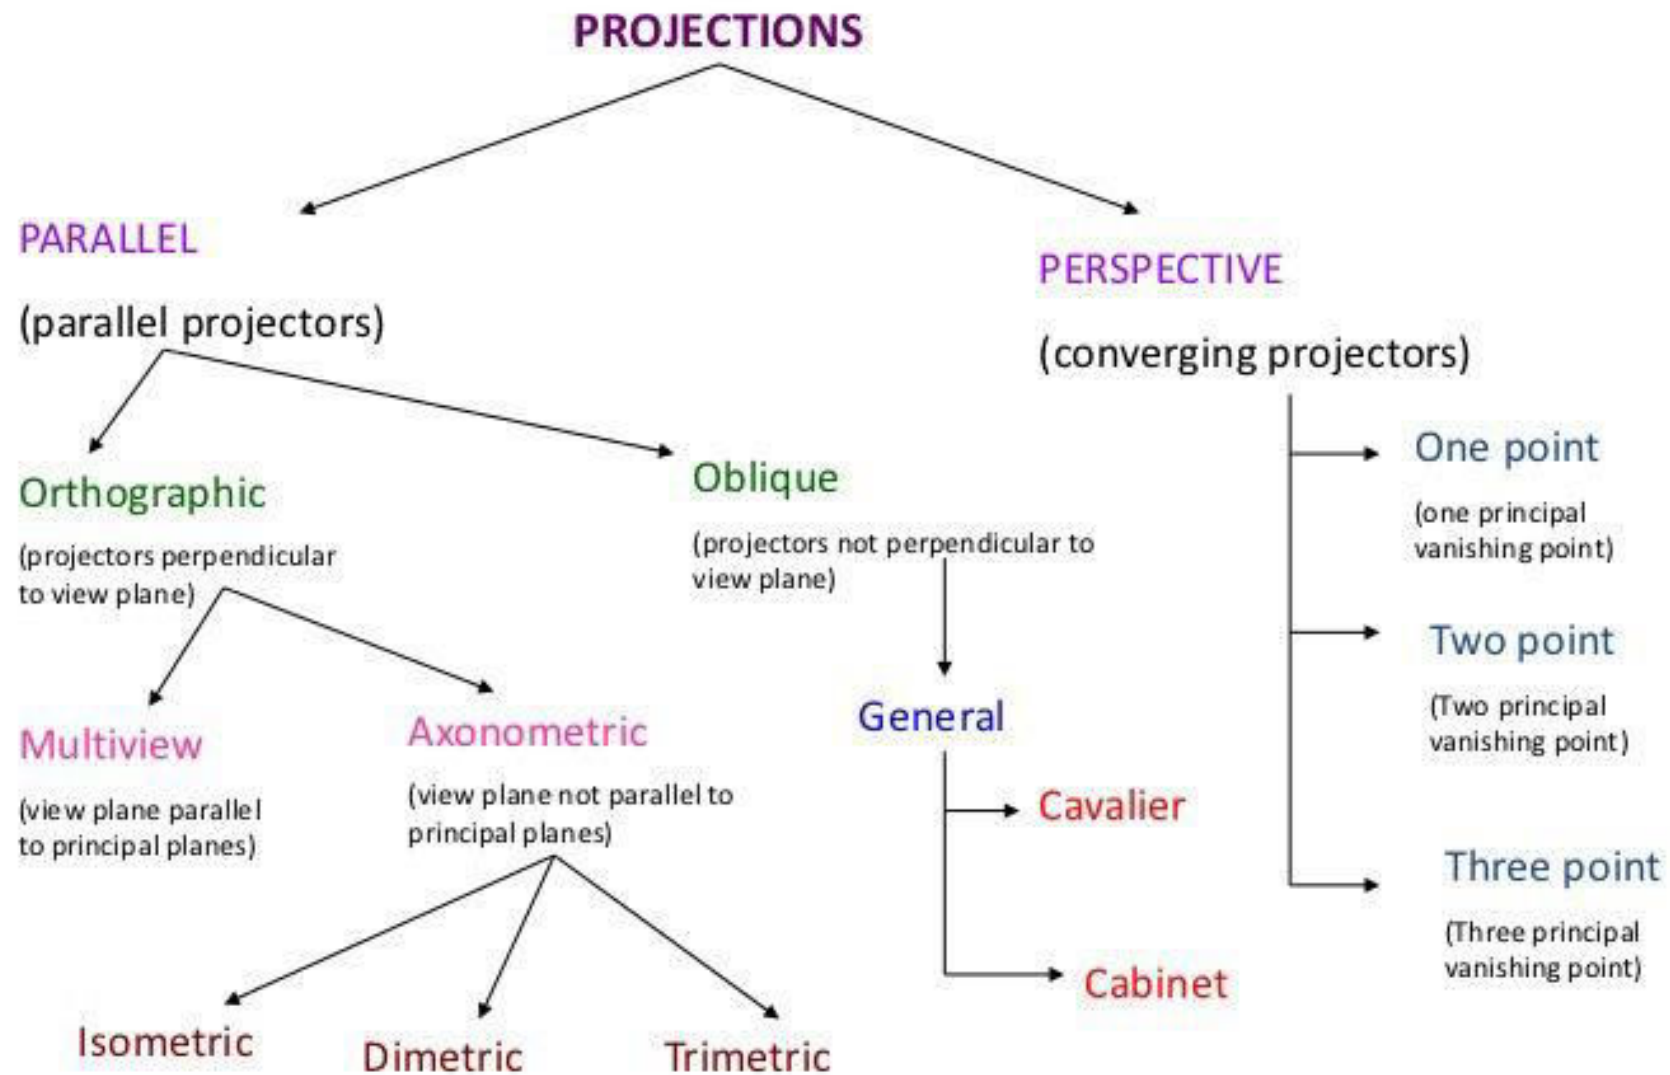 PROJECTIONS
PARALLEL
(parallel projectors)
PERSPECTIVE
(converging projectors)
Orthographic
(projectors perpendicular
to view plane)
Oblique
(projectors not perpendicular to
view plane)
One point
(one principal
vanishing point)
Two point
(Two principal
vanishing point)
Three point
(Three principal
vanishing point)
Multiview
(view plane parallel
to principal planes)
Axonometric
(view plane not parallel to
principal planes)
General
Cavalier
Cabinet
Isometric
Dimetric
Trimetric